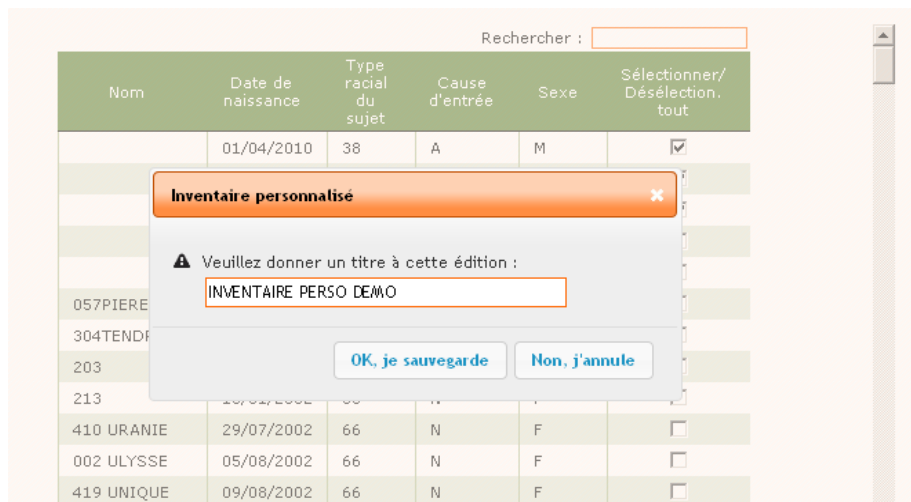 Rechercher :
Nom
Date de
naissance
Type
racial
du
sujet
Cause
d'entrée
Sexe
Sélectionner/
Désélection.
tout
01/04/2010 38 A M
Inventaire personnalisé
Veuillez donner un titre à cette édition :
INVENTAIRE PERSO DEMO
OK, je sauvegarde Non, j'annule
057PIERE
304TEND
203
213
410 URANIE 29/07/2002 66 N F
002 ULYSSE 05/08/2002 66 N F
419 UNIQUE 09/08/2002 66 N F